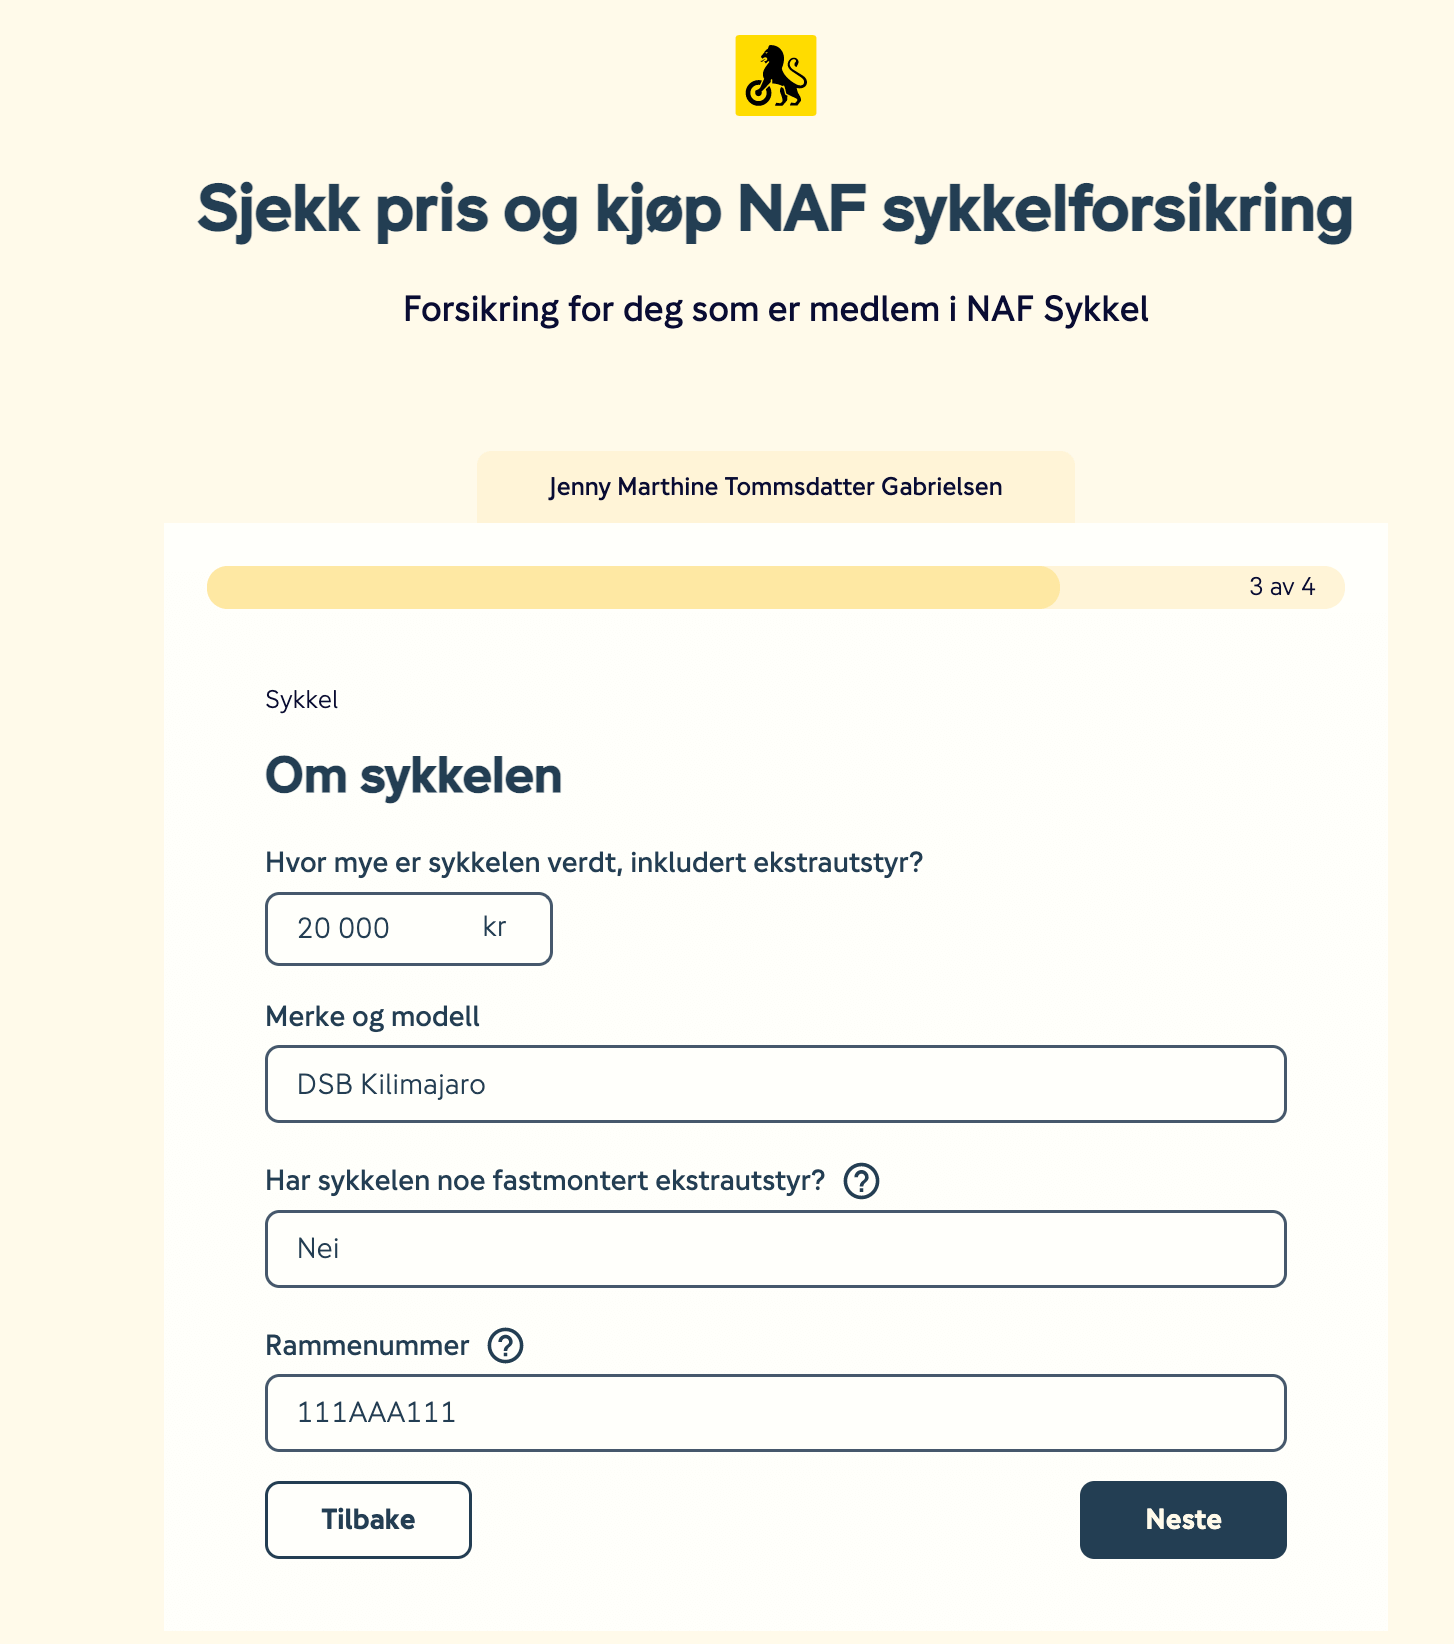 Sjekk pris og kjøp NAF sykkelforsikring
Forsikring for deg som er medlem i NAF Sykkel
Jenny Marthine Tommsdatter Gabrielsen
3 av 4
Sykkel
Om sykkelen
Hvor mye er sykkelen verdt, inkludert ekstrautstyr?
20 000 kr
Merke og modell
DSB Kilimajaro
Har sykkelen noe fastmontert ekstrautstyr?
Nei
Rammenummer
111AAA111
Tilbake Neste